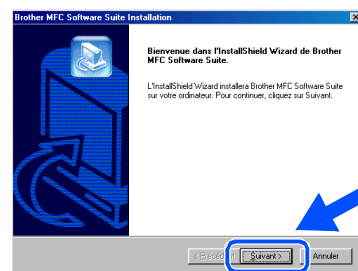 Brother MFC Software Suite Installation
Bienvenue dans l'InstallShield Wizard de Brother
MFC Software Suite.
L'InstallShield Wizard installera Brother MFC Software Suite
sur votre ordinateur. Pour continuer, cliquez sur Suivant.
< Précédent
Suivant >
Annuler